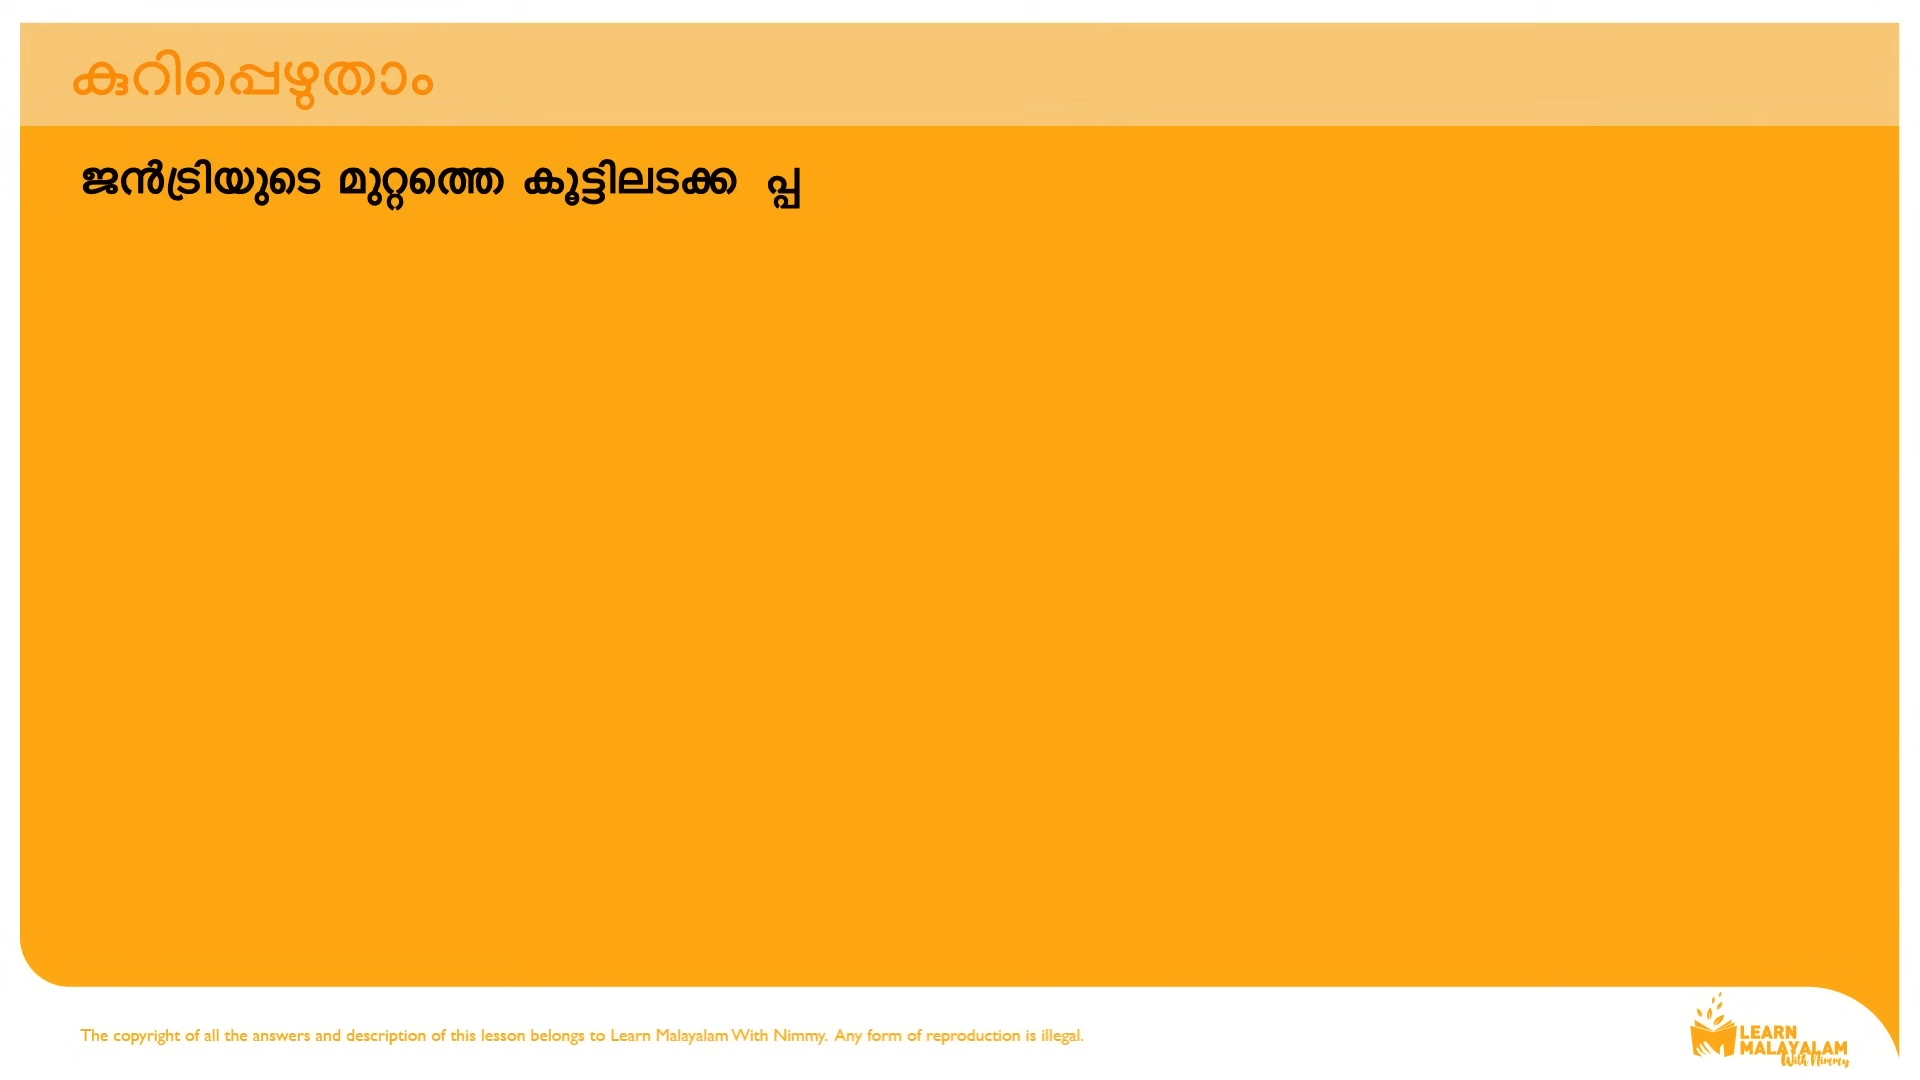 കുറിപ്പെഴുതാം
ജൻട്രിയുടെ മുറ്റത്തെ കൂട്ടിലടക്ക പ്പ
The copyright of all the answers and description of this lesson belongs to Learn Malayalam With Nimmy. Any form of reproduction is illegal.
LEARN
MALAYALAM
With Nimmy